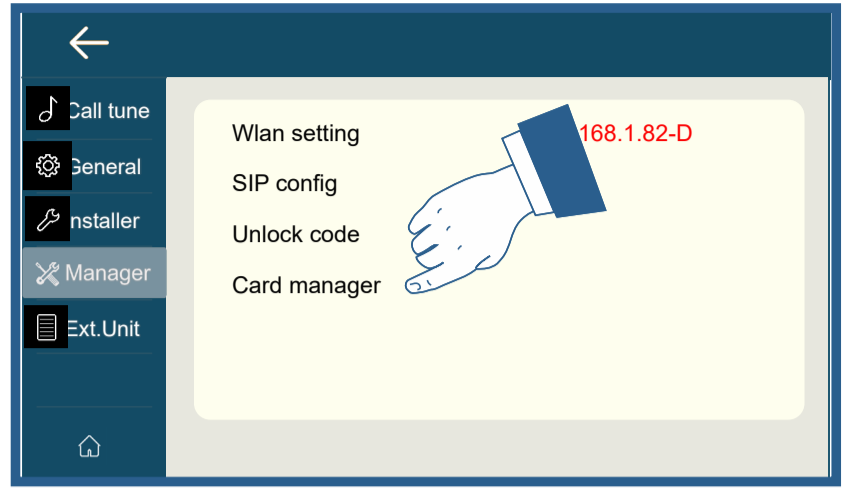 Call tune
General
nstaller
Manager
Ext.Unit
Wlan setting 168.1.82-D
SIP config
Unlock code
Card manager